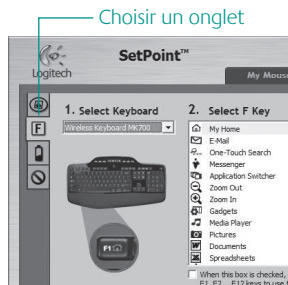 Choisir un onglet
SetPoint™
Logitech
My Mouse
1. Select Keyboard
Wireless Keyboard MK700
F
F1
2. Select F Key
My Home
E-Mail
One-Touch Search
Messenger
Application Switcher
Zoom Out
Zoom In
Gadgets
Media Player
Pictures
Documents
Spreadsheets
When this box is checked,
F1, F2 ... F12 keys to use